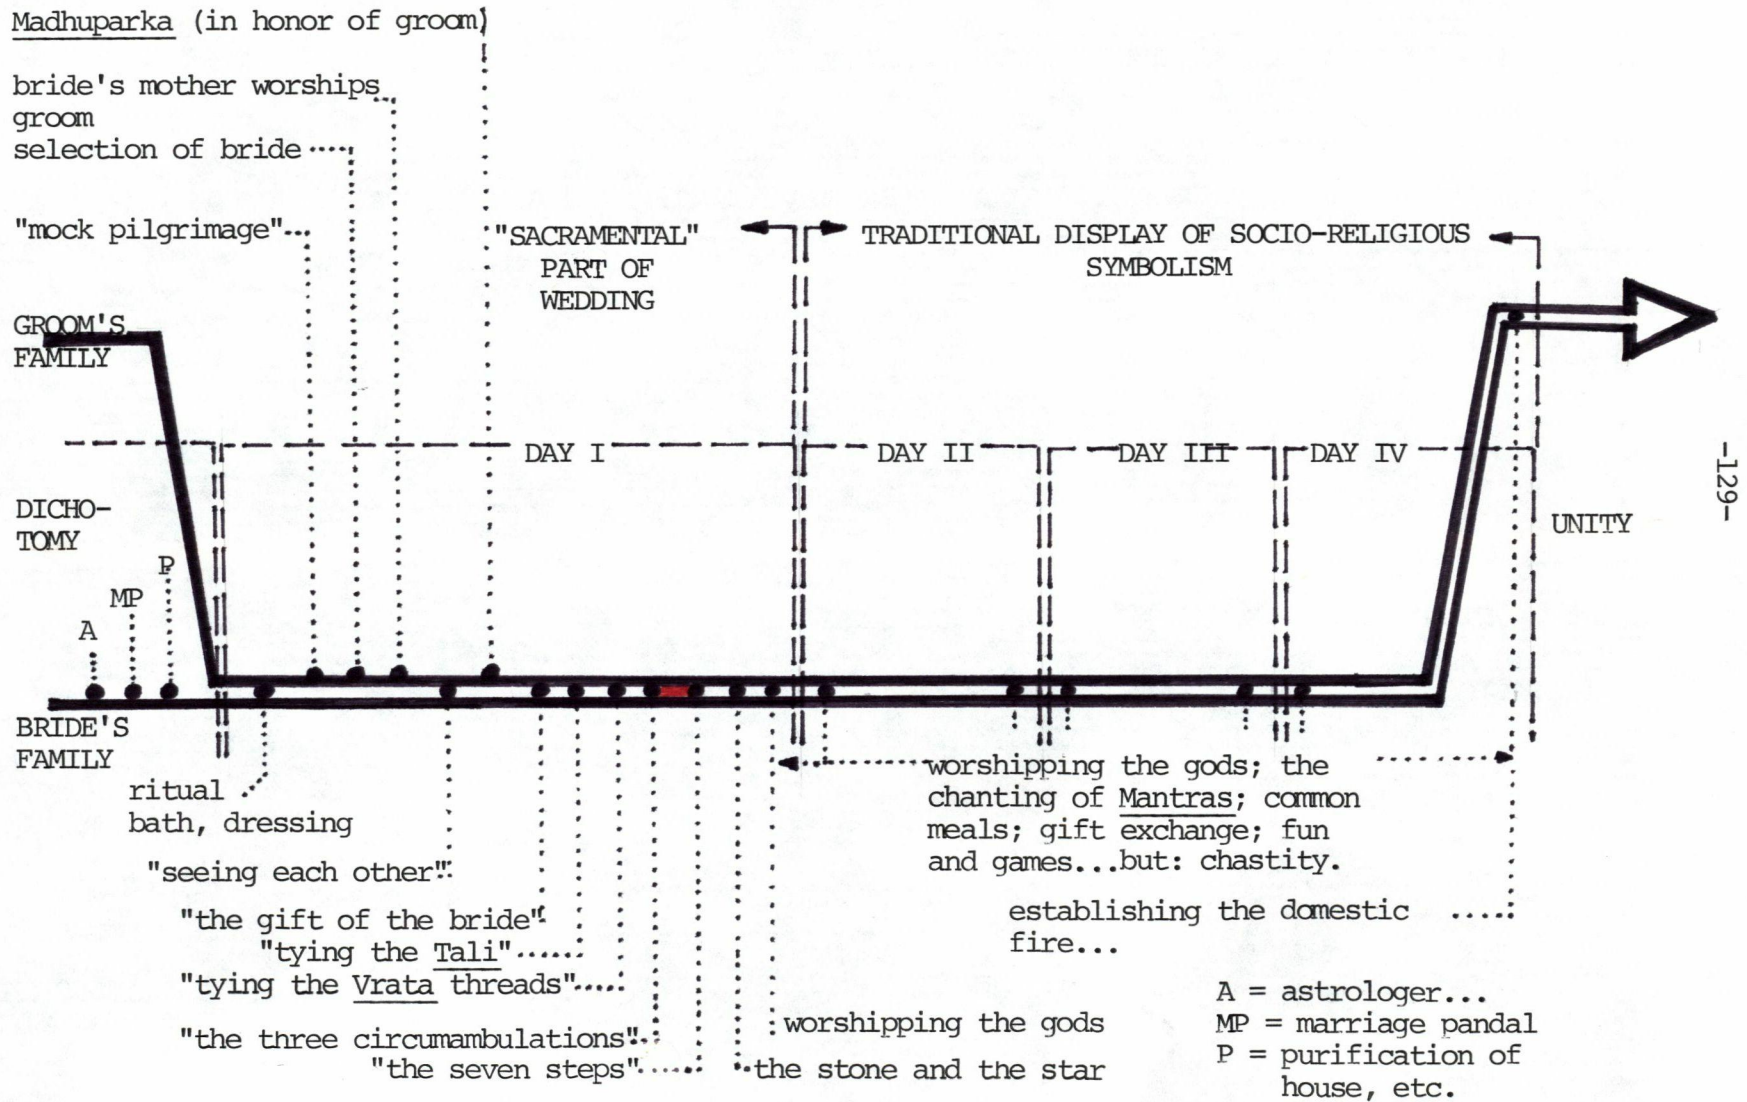 Madhuparka (in honor of groom)
bride's mother worships
groom
selection of bride
"mock pilgrimage"
"SACRAMENTAL"
PART OF
WEDDING
TRADITIONAL DISPLAY OF SOCIO-RELIGIOUS
SYMBOLISM
GROOM'S
FAMILY
DAY I
DAY II
DAY III
DAY IV
DICHO-
TOMY
UNITY
-129-
P
MP
A
BRIDE'S
FAMILY
ritual
bath, dressing
"seeing each other"
"the gift of the bride"
"tying the Tali"
"tying the Vrata threads"
"the three circumambulations"
"the seven steps"
worshipping the gods
the stone and the star
worshipping the gods; the
chanting of Mantras; common
meals; gift exchange; fun
and games...but: chastity.
establishing the domestic
fire...
A = astrologer...
MP = marriage pandal
P = purification of
house, etc.